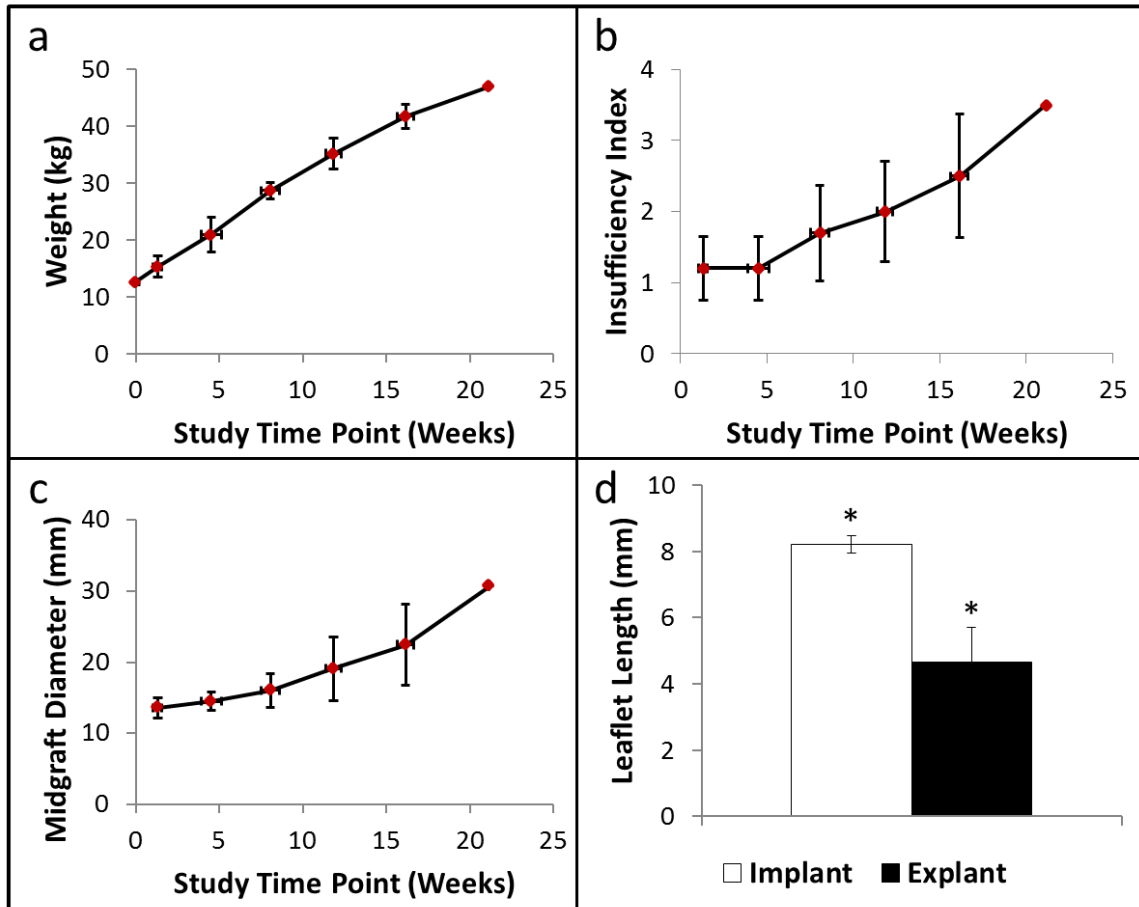 a
Weight (kg)
50
40
30
20
10
0
0 5 10 15 20 25
Study Time Point (Weeks)
b
Insufficiency Index
4
3
2
1
0
0 5 10 15 20 25
Study Time Point (Weeks)
c
Midgraft Diameter (mm)
40
30
20
10
0
0 5 10 15 20 25
Study Time Point (Weeks)
d
Leaflet Length (mm)
10
8
6
4
2
0
*
*
Implant Explant